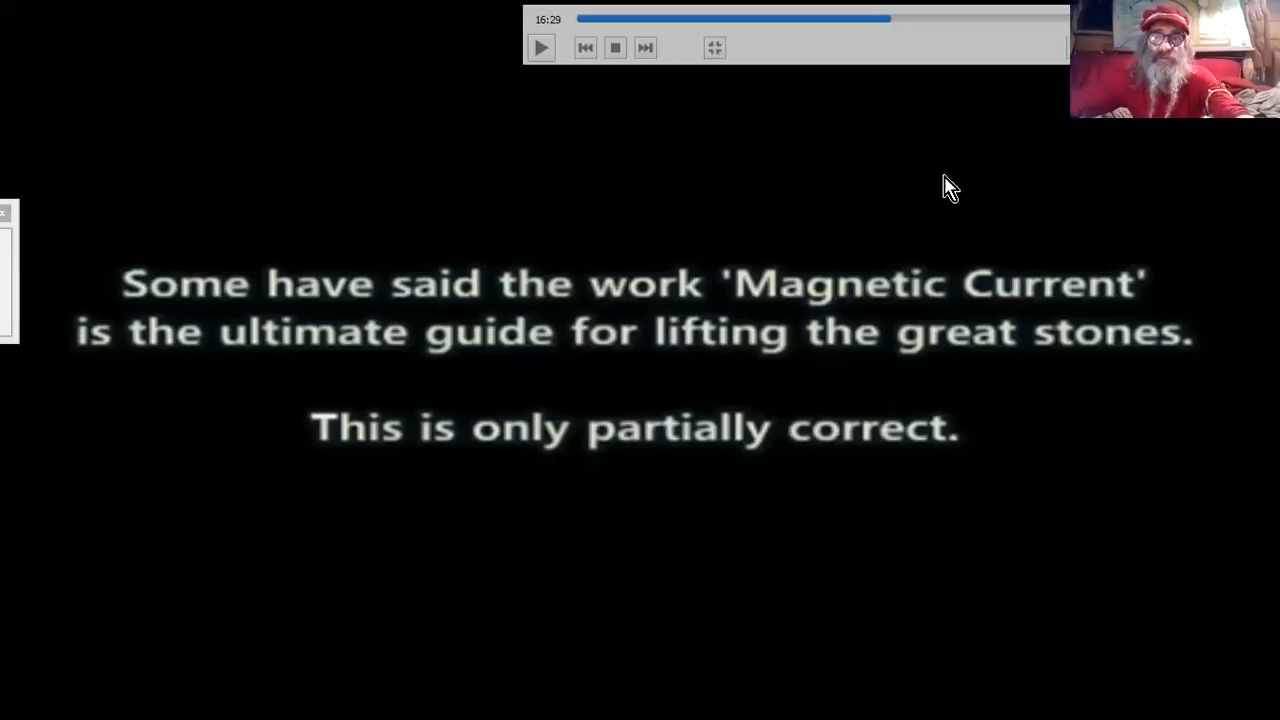 16:29
x
Some have said the work 'Magnetic Current'
is the ultimate guide for lifting the great stones.
This is only partially correct.